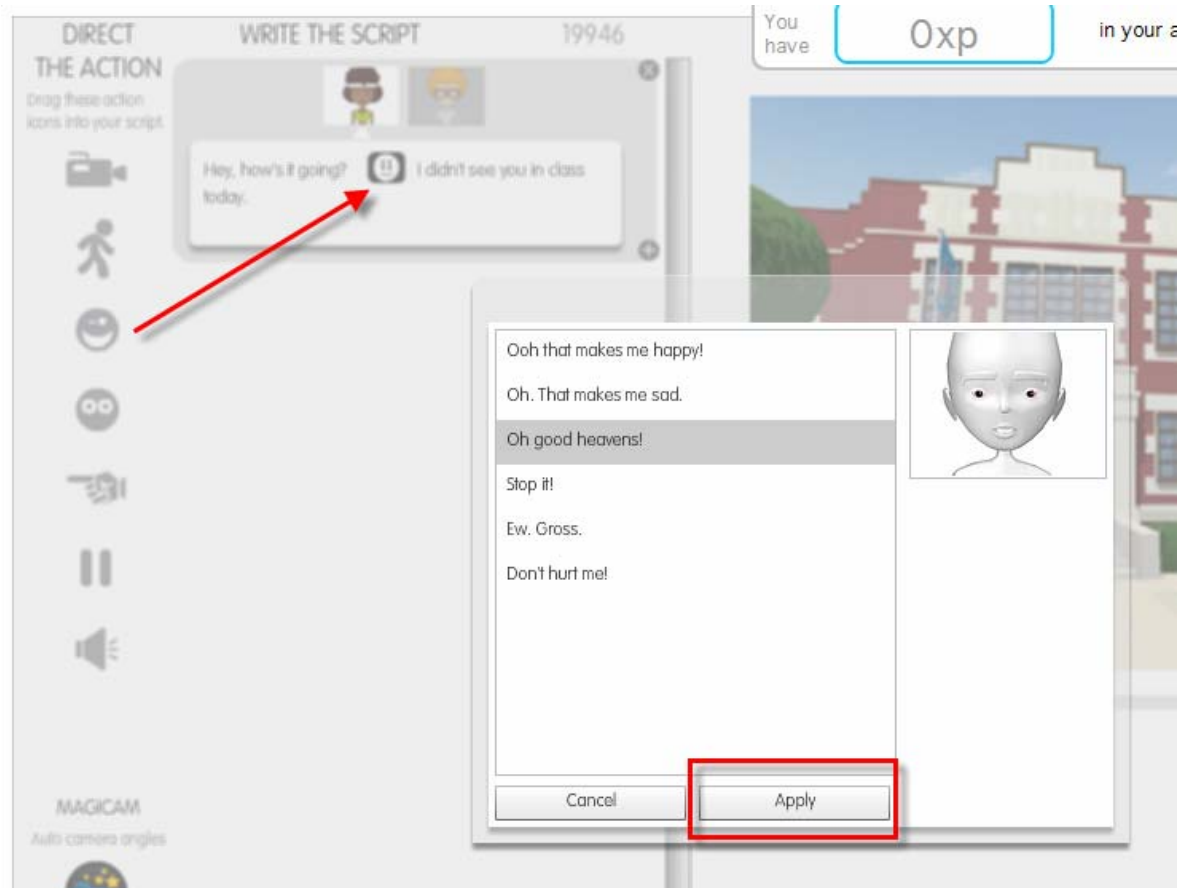 DIRECT
THE ACTION
Drag these action
icons into your script.
WRITE THE SCRIPT
19946
Hey, how's it going? I didn't see you in class
today.
You
have
0xp
in your a
Ooh that makes me happy!
Oh. That makes me sad.
Oh good heavens!
Stop it!
Ew. Gross.
Don't hurt me!
Cancel
Apply
MAGICAM
Auto camera angles